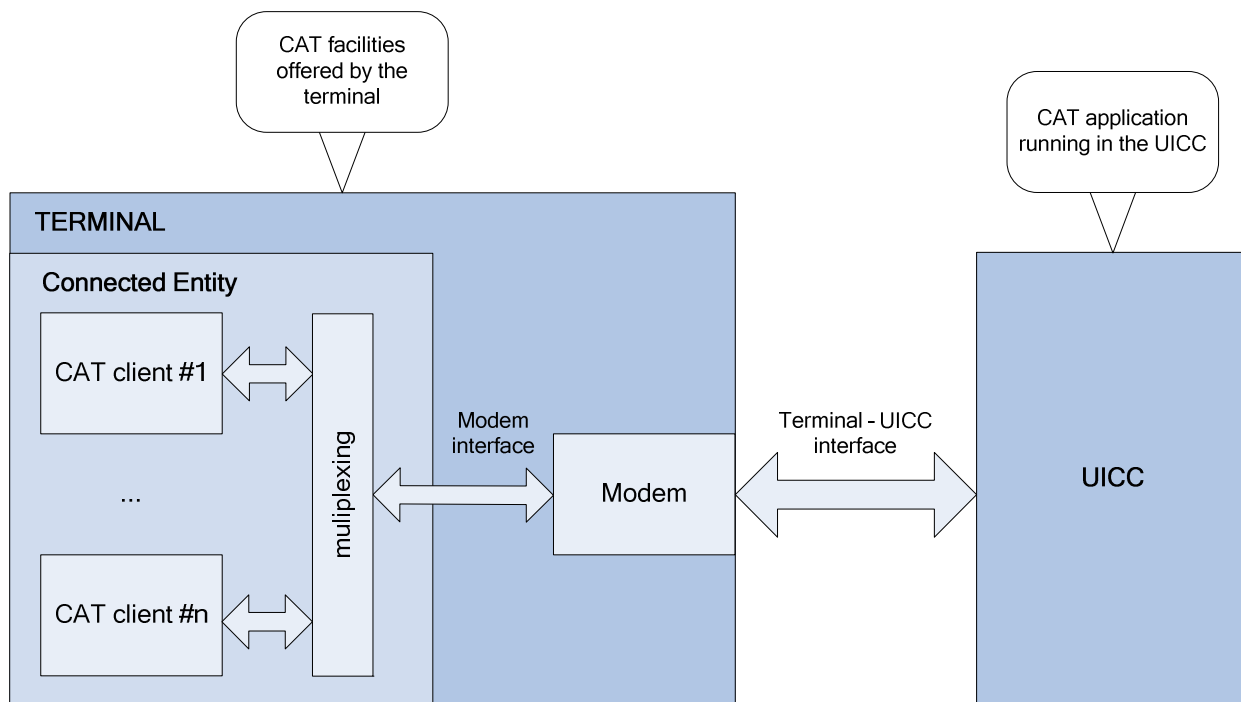 CAT facilities
offered by the
terminal
CAT application
running in the UICC
TERMINAL
Connected Entity
CAT client #1
...
CAT client #n
muliplexing
Modem
interface
Modem
Terminal - UICC
interface
UICC